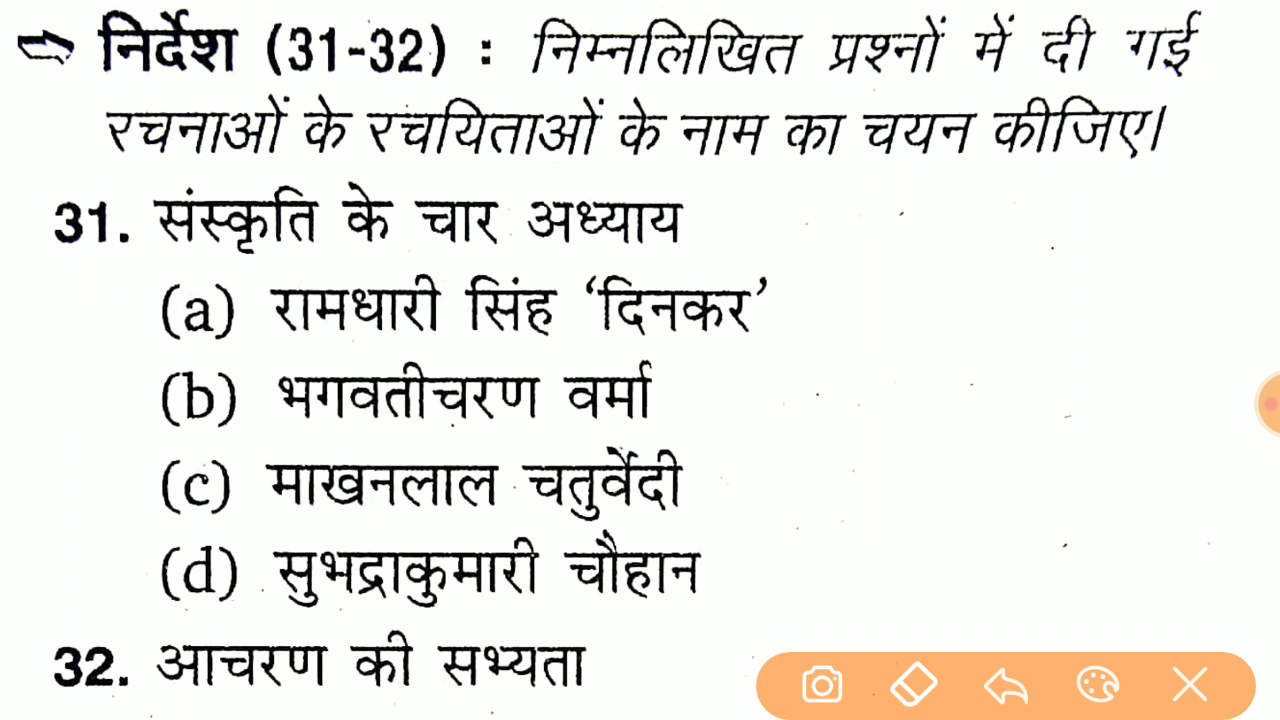 ⇨ निर्देश (31-32) : निम्नलिखित प्रश्नों में दी गई
रचनाओं के रचयिताओं के नाम का चयन कीजिए।
31. संस्कृति के चार अध्याय
(a) रामधारी सिंह ‘दिनकर’
(b) भगवतीचरण वर्मा
(c) माखनलाल चतुर्वेदी
(d) सुभद्राकुमारी चौहान
32. आचरण की सभ्यता